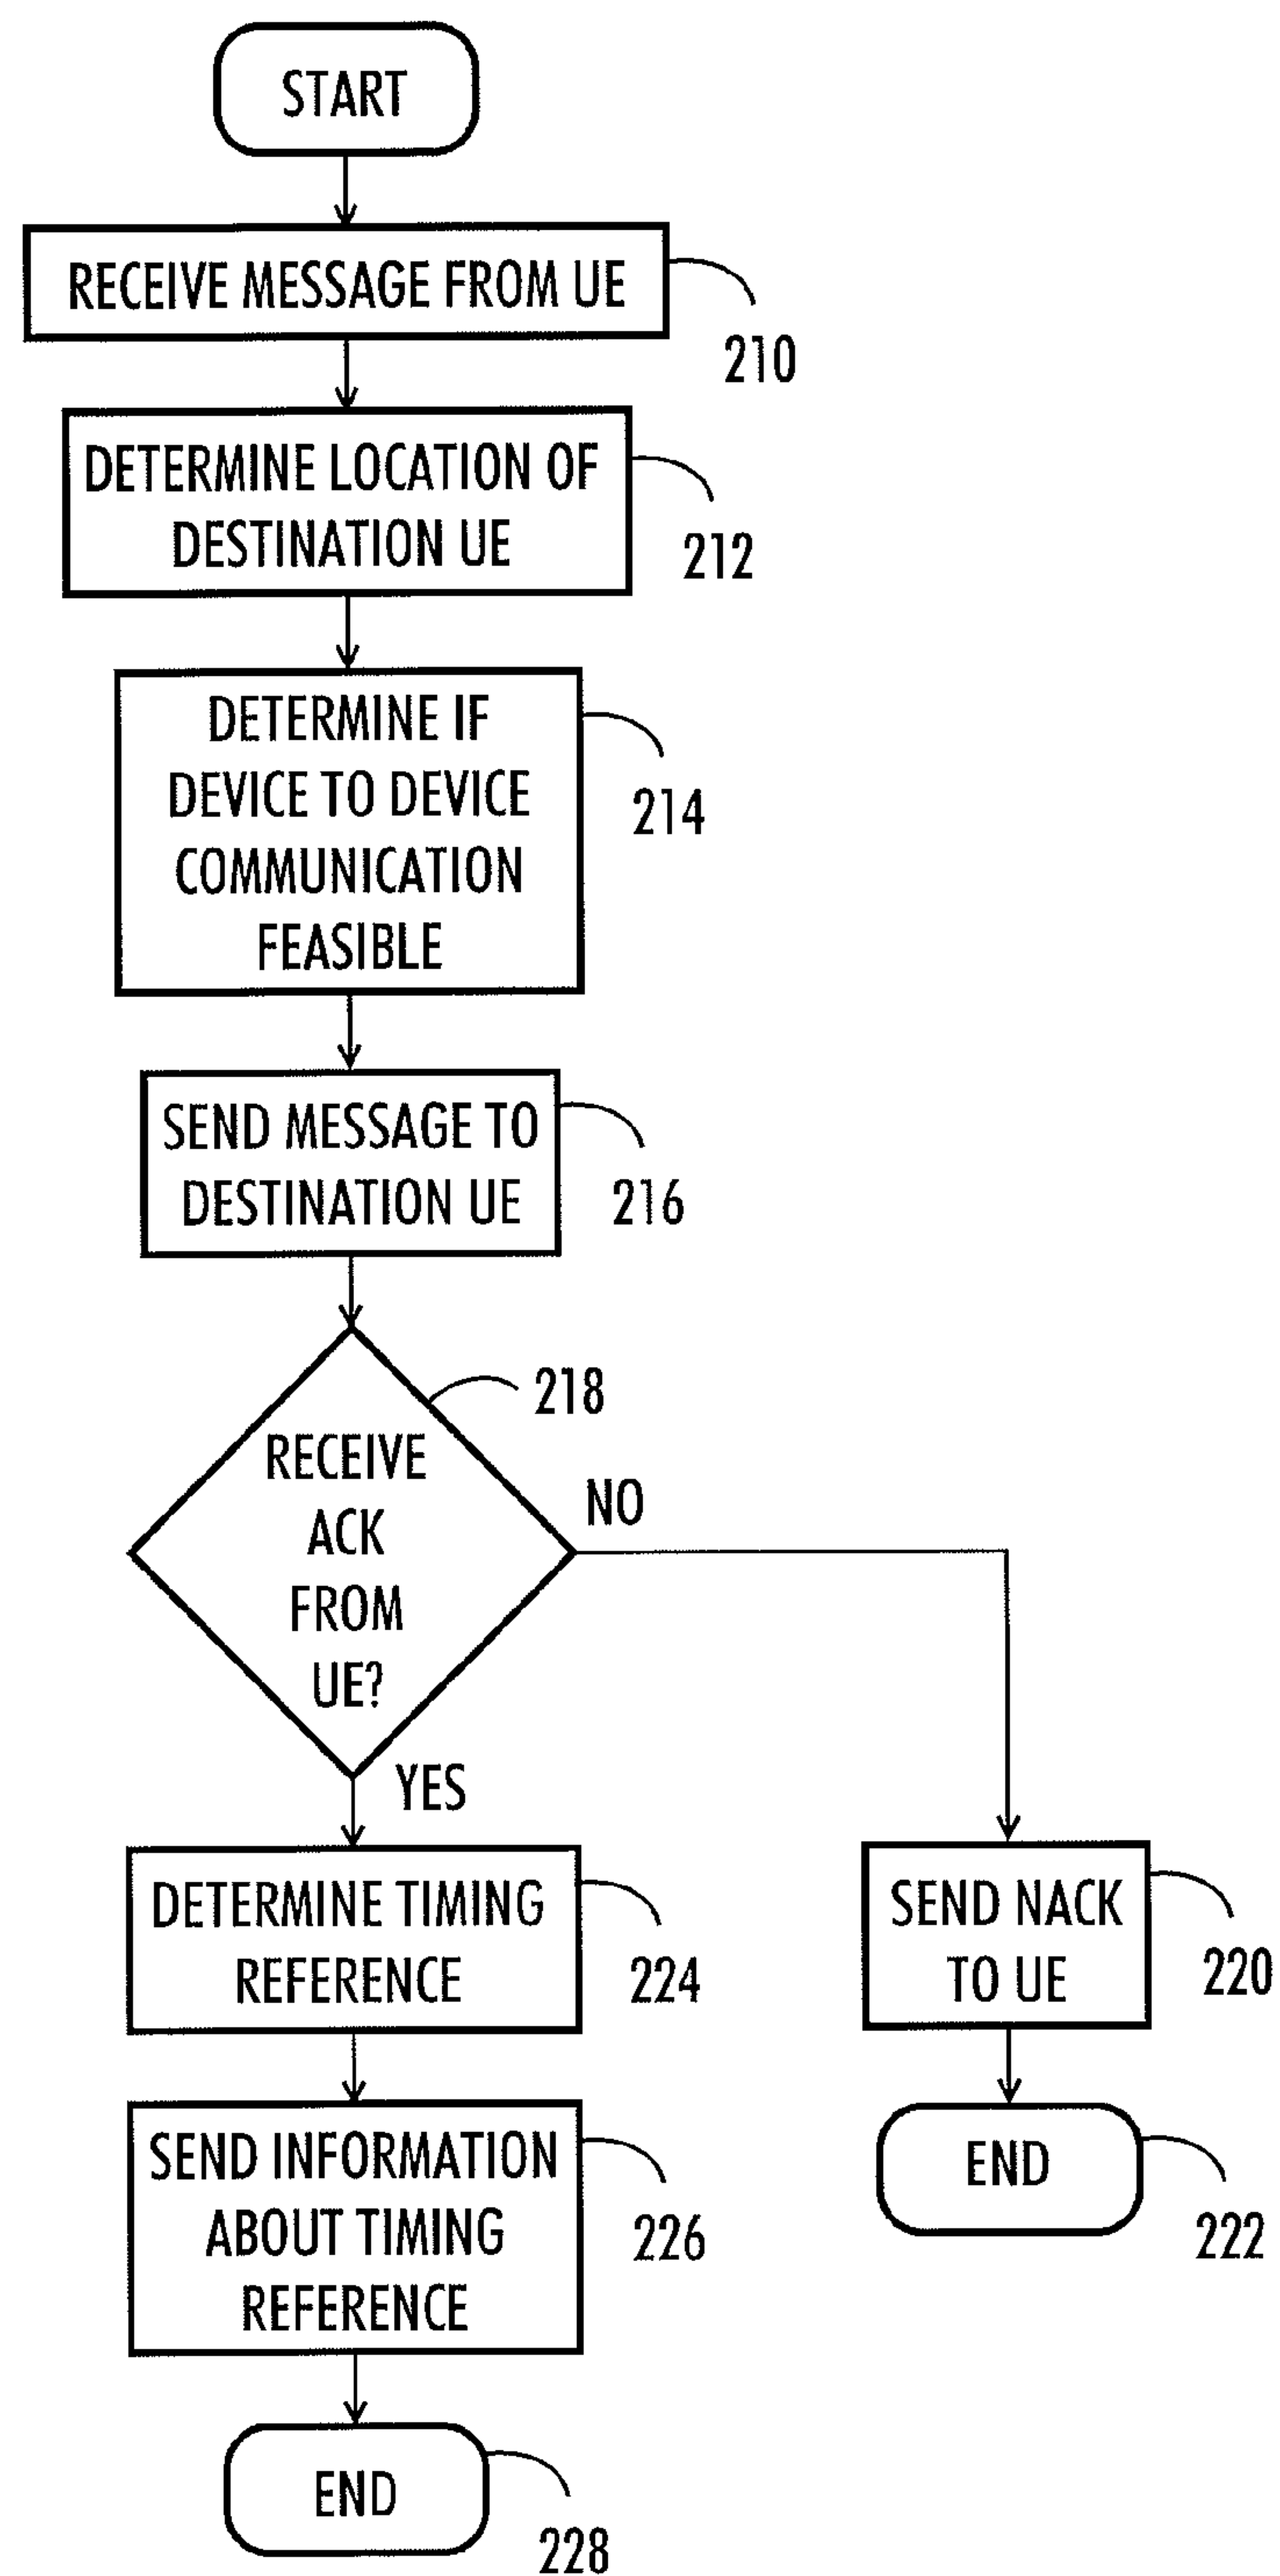 START
RECEIVE MESSAGE FROM UE
210
DETERMINE LOCATION OF
DESTINATION UE
212
DETERMINE IF
DEVICE TO DEVICE
COMMUNICATION
FEASIBLE
214
SEND MESSAGE TO
DESTINATION UE
216
218
RECEIVE
ACK
FROM
UE?
NO
YES
DETERMINE TIMING
REFERENCE
224
SEND NACK
TO UE
220
SEND INFORMATION
ABOUT TIMING
REFERENCE
226
END
222
END
228